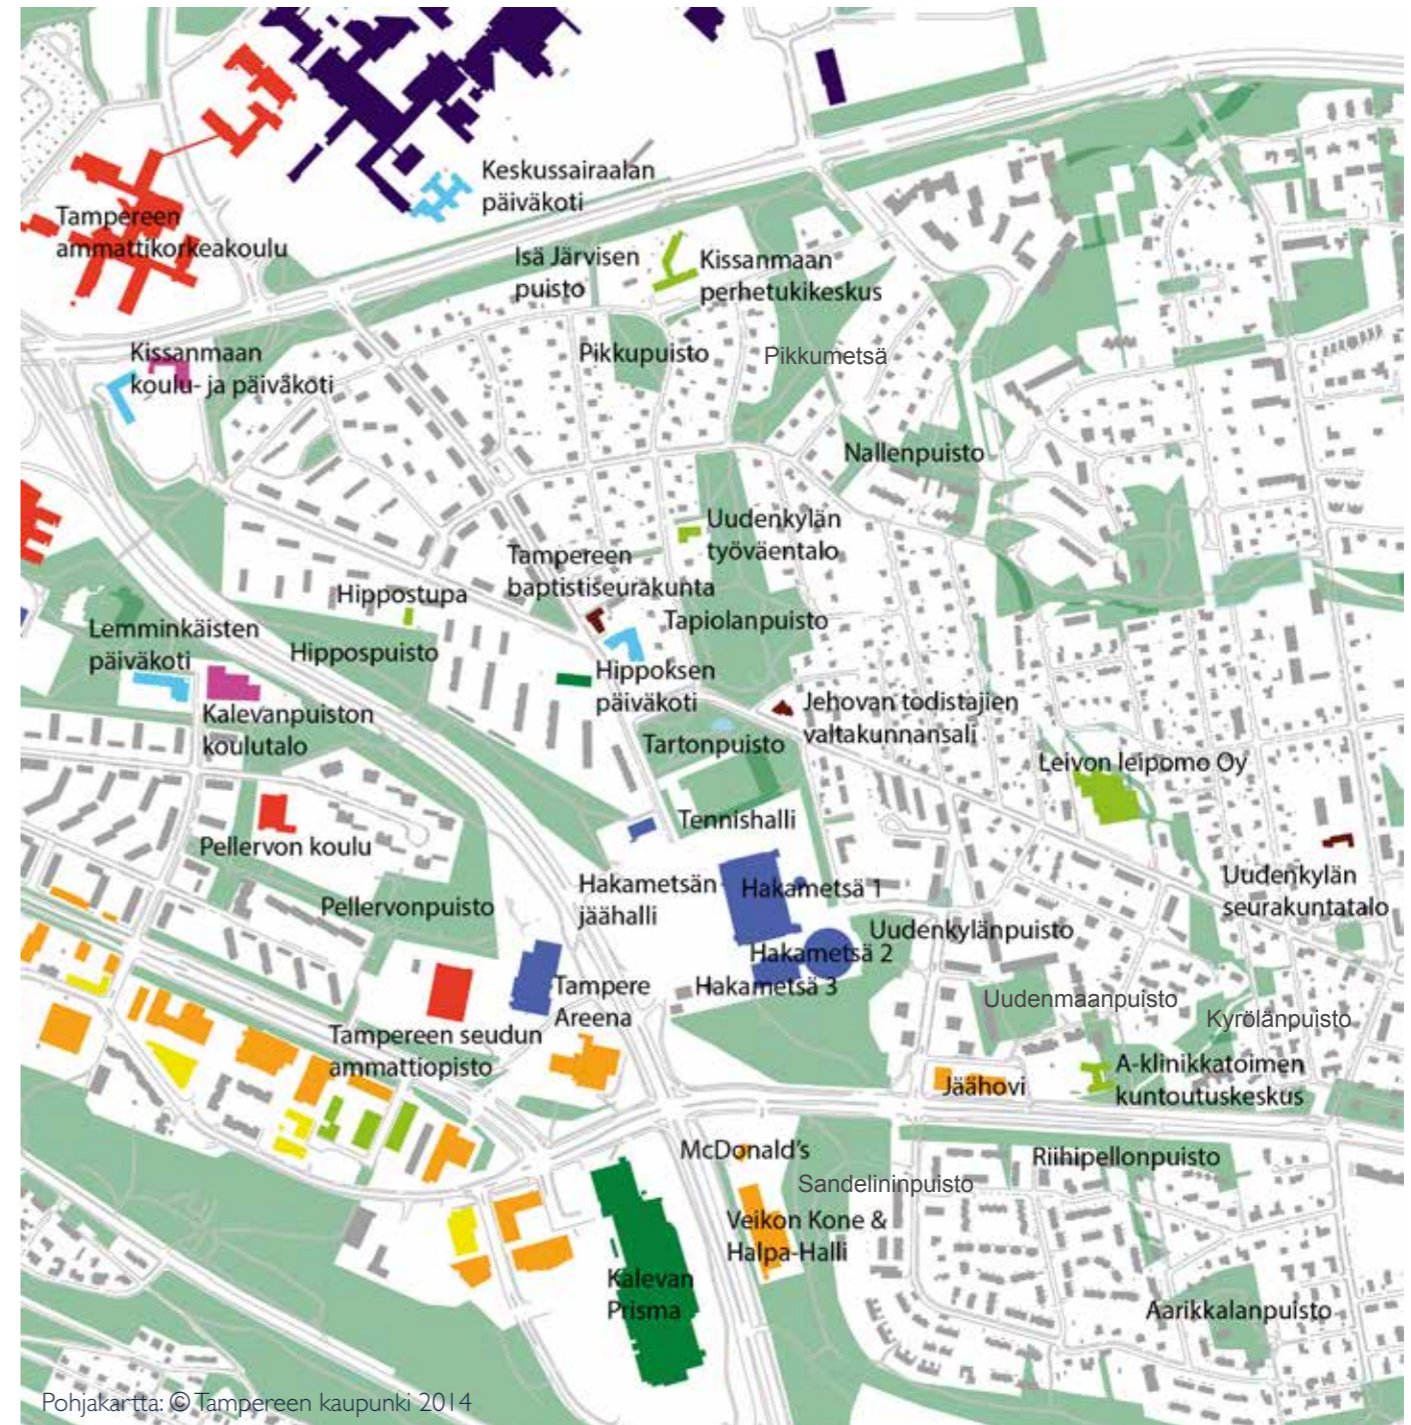 Keskussairaalan
päiväkoti
Tampereen
ammattikorkeakoulu
Isä Järvisen
puisto
Kissanmaan
perhetukikeskus
Kissanmaan
koulu- ja päiväkoti
Pikkupuisto
Pikkumetsä
Nallenpuisto
Uudenkylän
työväentalo
Tampereen
baptistiseurakunta
Hippostupa
Tapiolanpuisto
Lemminkäisten
päiväkoti
Hippospuisto
Hippoksen
päiväkoti
Kalevanpuiston
koulutalo
Jehovan todistajien
valtakunnansali
Tartonpuisto
Leivon leipomo Oy
Tennishalli
Pellervon koulu
Hakametsän
jäähalli
Hakametsä 1
Uudenkylän
seurakuntatalo
Pellervonpuisto
Uudenkylänpuisto
Hakametsä 2
Hakametsä 3
Tampere
Areena
Uudenmaanpuisto
Kyrölänpuisto
Tampereen seudun
ammattiopisto
Jäähovi
A-klinikkatoimen
kuntoutuskeskus
McDonald's
Riihipellonpuisto
Sandelininpuisto
Veikon Kone &
Halpa-Halli
Kalevan
Prisma
Aarikkalanpuisto
Pohjakartta: © Tampereen kaupunki 2014